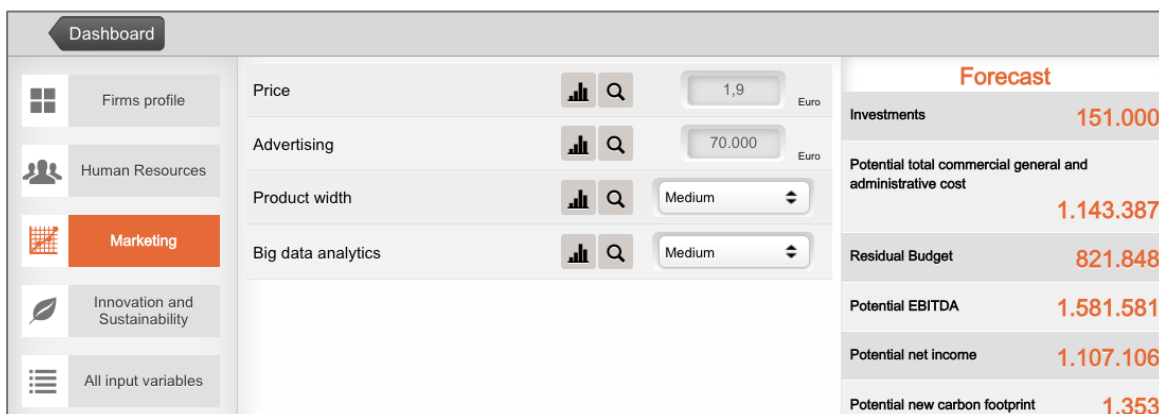 Dashboard
Firms profile
Human Resources
Marketing
Innovation and
Sustainability
All input variables
Price
1,9
Euro
Advertising
70.000
Euro
Product width
Medium
Big data analytics
Medium
Forecast
Investments
151.000
Potential total commercial general and
administrative cost
1.143.387
Residual Budget
821.848
Potential EBITDA
1.581.581
Potential net income
1.107.106
Potential new carbon footprint
1.353